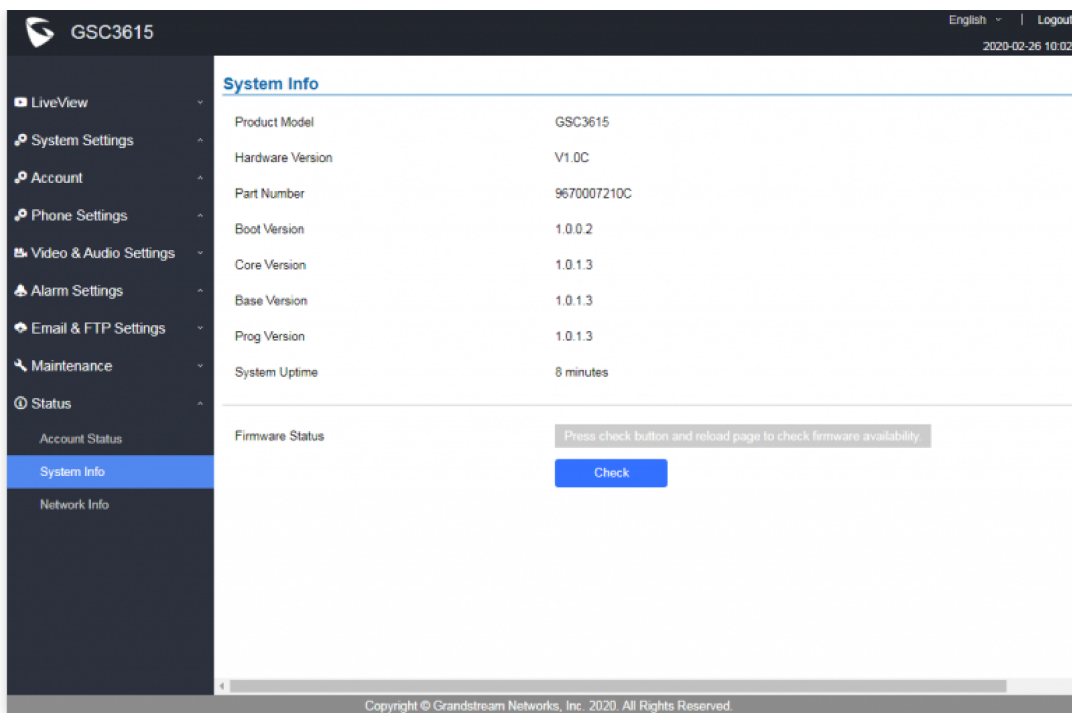 GSC3615
English | Logout
2020-02-26 10:02
LiveView
System Settings
Account
Phone Settings
Video & Audio Settings
Alarm Settings
Email & FTP Settings
Maintenance
Status
Account Status
System Info
Network Info
System Info
Product Model GSC3615
Hardware Version V1.0C
Part Number 9670007210C
Boot Version 1.0.0.2
Core Version 1.0.1.3
Base Version 1.0.1.3
Prog Version 1.0.1.3
System Uptime 8 minutes
Firmware Status Press check button and reload page to check firmware availability
Check
Copyright © Grandstream Networks, Inc. 2020. All Rights Reserved.